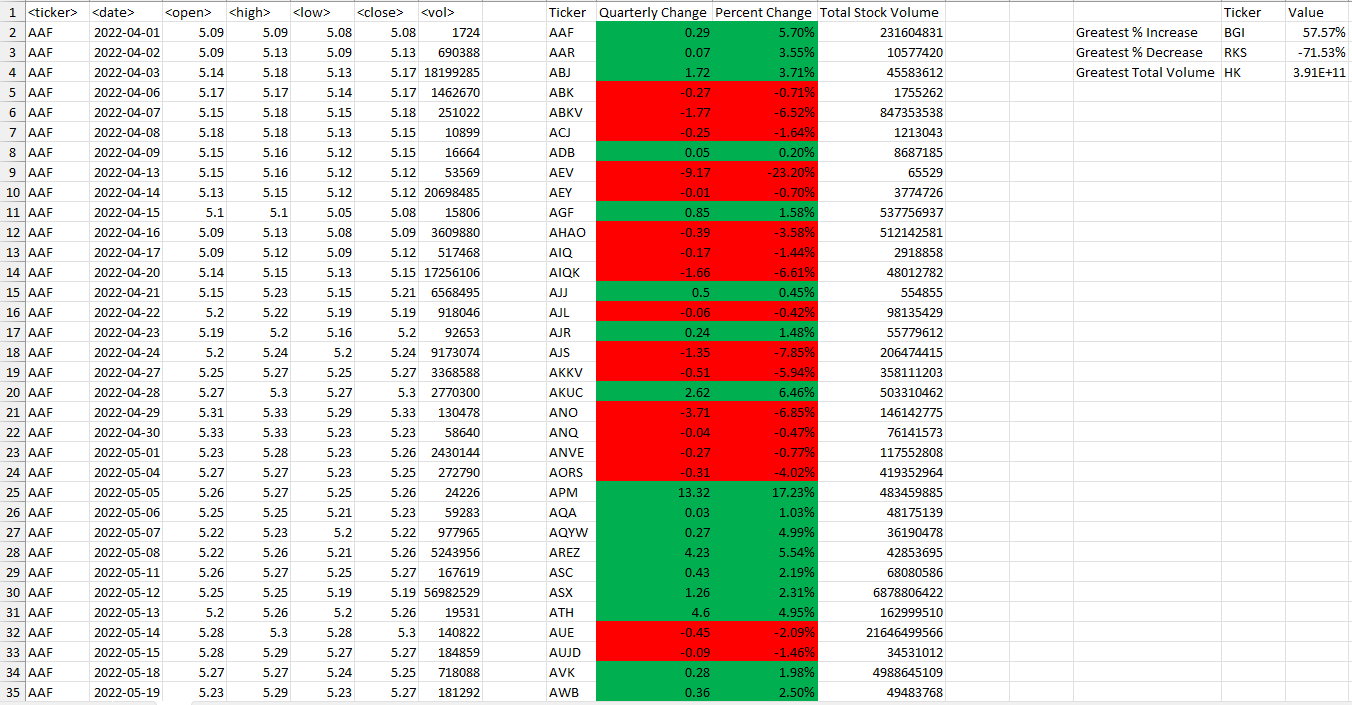 1 <ticker> <date> <open> <high> <low> <close> <vol> Ticker Quarterly Change Percent Change Total Stock Volume Ticker Value
2 AAF 2022-04-01 5.09 5.09 5.08 5.08 1724 AAF 0.29 5.70% 231604831 Greatest % Increase BGI 57.57%
3 AAF 2022-04-02 5.09 5.13 5.09 5.13 690388 AAR 0.07 3.55% 10577420 Greatest % Decrease RKS -71.53%
4 AAF 2022-04-03 5.14 5.18 5.13 5.17 18199285 ABJ 1.72 3.71% 45583612 Greatest Total Volume HK 3.91E+11
5 AAF 2022-04-06 5.17 5.17 5.14 5.17 1462670 ABK -0.27 -0.71% 1755262
6 AAF 2022-04-07 5.15 5.18 5.15 5.18 251022 ABKV -1.77 -6.52% 847353538
7 AAF 2022-04-08 5.18 5.18 5.13 5.15 10899 ACJ -0.25 -1.64% 1213043
8 AAF 2022-04-09 5.15 5.16 5.12 5.15 16664 ADB 0.05 0.20% 8687185
9 AAF 2022-04-13 5.15 5.16 5.12 5.12 53569 AEV -9.17 -23.20% 65529
10 AAF 2022-04-14 5.13 5.15 5.12 5.12 20698485 AEY -0.01 -0.70% 3774726
11 AAF 2022-04-15 5.1 5.1 5.05 5.08 15806 AGF 0.85 1.58% 537756937
12 AAF 2022-04-16 5.09 5.13 5.08 5.09 3609880 AHAO -0.39 -3.58% 512142581
13 AAF 2022-04-17 5.09 5.12 5.09 5.12 517468 AIQ -0.17 -1.44% 2918858
14 AAF 2022-04-20 5.14 5.15 5.13 5.15 17256106 AIQK -1.66 -6.61% 48012782
15 AAF 2022-04-21 5.15 5.23 5.15 5.21 6568495 AJJ 0.5 0.45% 554855
16 AAF 2022-04-22 5.2 5.22 5.19 5.19 918046 AJL -0.06 -0.42% 98135429
17 AAF 2022-04-23 5.19 5.2 5.16 5.2 92653 AJR 0.24 1.48% 55779612
18 AAF 2022-04-24 5.2 5.24 5.2 5.24 9173074 AJS -1.35 -7.85% 206474415
19 AAF 2022-04-27 5.25 5.27 5.25 5.27 3368588 AKKV -0.51 -5.94% 358111203
20 AAF 2022-04-28 5.27 5.3 5.27 5.3 2770300 AKUC 2.62 6.46% 503310462
21 AAF 2022-04-29 5.31 5.33 5.29 5.33 130478 ANO -3.71 -6.85% 146142775
22 AAF 2022-04-30 5.33 5.33 5.23 5.23 58640 ANQ -0.04 -0.47% 76141573
23 AAF 2022-05-01 5.23 5.28 5.23 5.26 2430144 ANVE -0.27 -0.77% 117552808
24 AAF 2022-05-04 5.27 5.27 5.23 5.25 272790 AORS -0.31 -4.02% 419352964
25 AAF 2022-05-05 5.26 5.27 5.25 5.26 24226 APM 13.32 17.23% 483459885
26 AAF 2022-05-06 5.25 5.25 5.21 5.23 59283 AQA 0.03 1.03% 48175139
27 AAF 2022-05-07 5.22 5.23 5.2 5.22 977965 AQYW 0.27 4.99% 36190478
28 AAF 2022-05-08 5.22 5.26 5.21 5.26 5243956 AREZ 4.23 5.54% 42853695
29 AAF 2022-05-11 5.26 5.27 5.25 5.27 167619 ASC 0.43 2.19% 68080586
30 AAF 2022-05-12 5.25 5.25 5.19 5.19 56982529 ASX 1.26 2.31% 6878806422
31 AAF 2022-05-13 5.2 5.26 5.2 5.26 19531 ATH 4.6 4.95% 162999510
32 AAF 2022-05-14 5.28 5.3 5.28 5.3 140822 AUE -0.45 -2.09% 21646499566
33 AAF 2022-05-15 5.28 5.29 5.27 5.27 184859 AUJD -0.09 -1.46% 34531012
34 AAF 2022-05-18 5.27 5.27 5.24 5.25 718088 AVK 0.28 1.98% 4988645109
35 AAF 2022-05-19 5.23 5.29 5.23 5.27 181292 AWB 0.36 2.50% 49483768